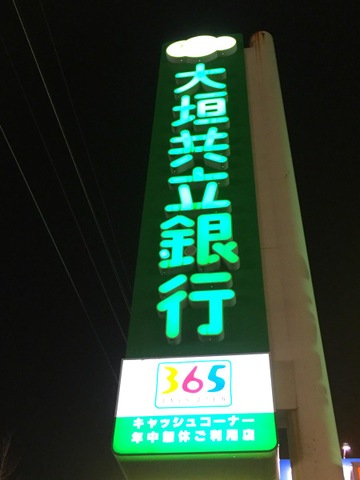 大垣共立銀行
365
キャッシュコーナー
年中無休ご利用店